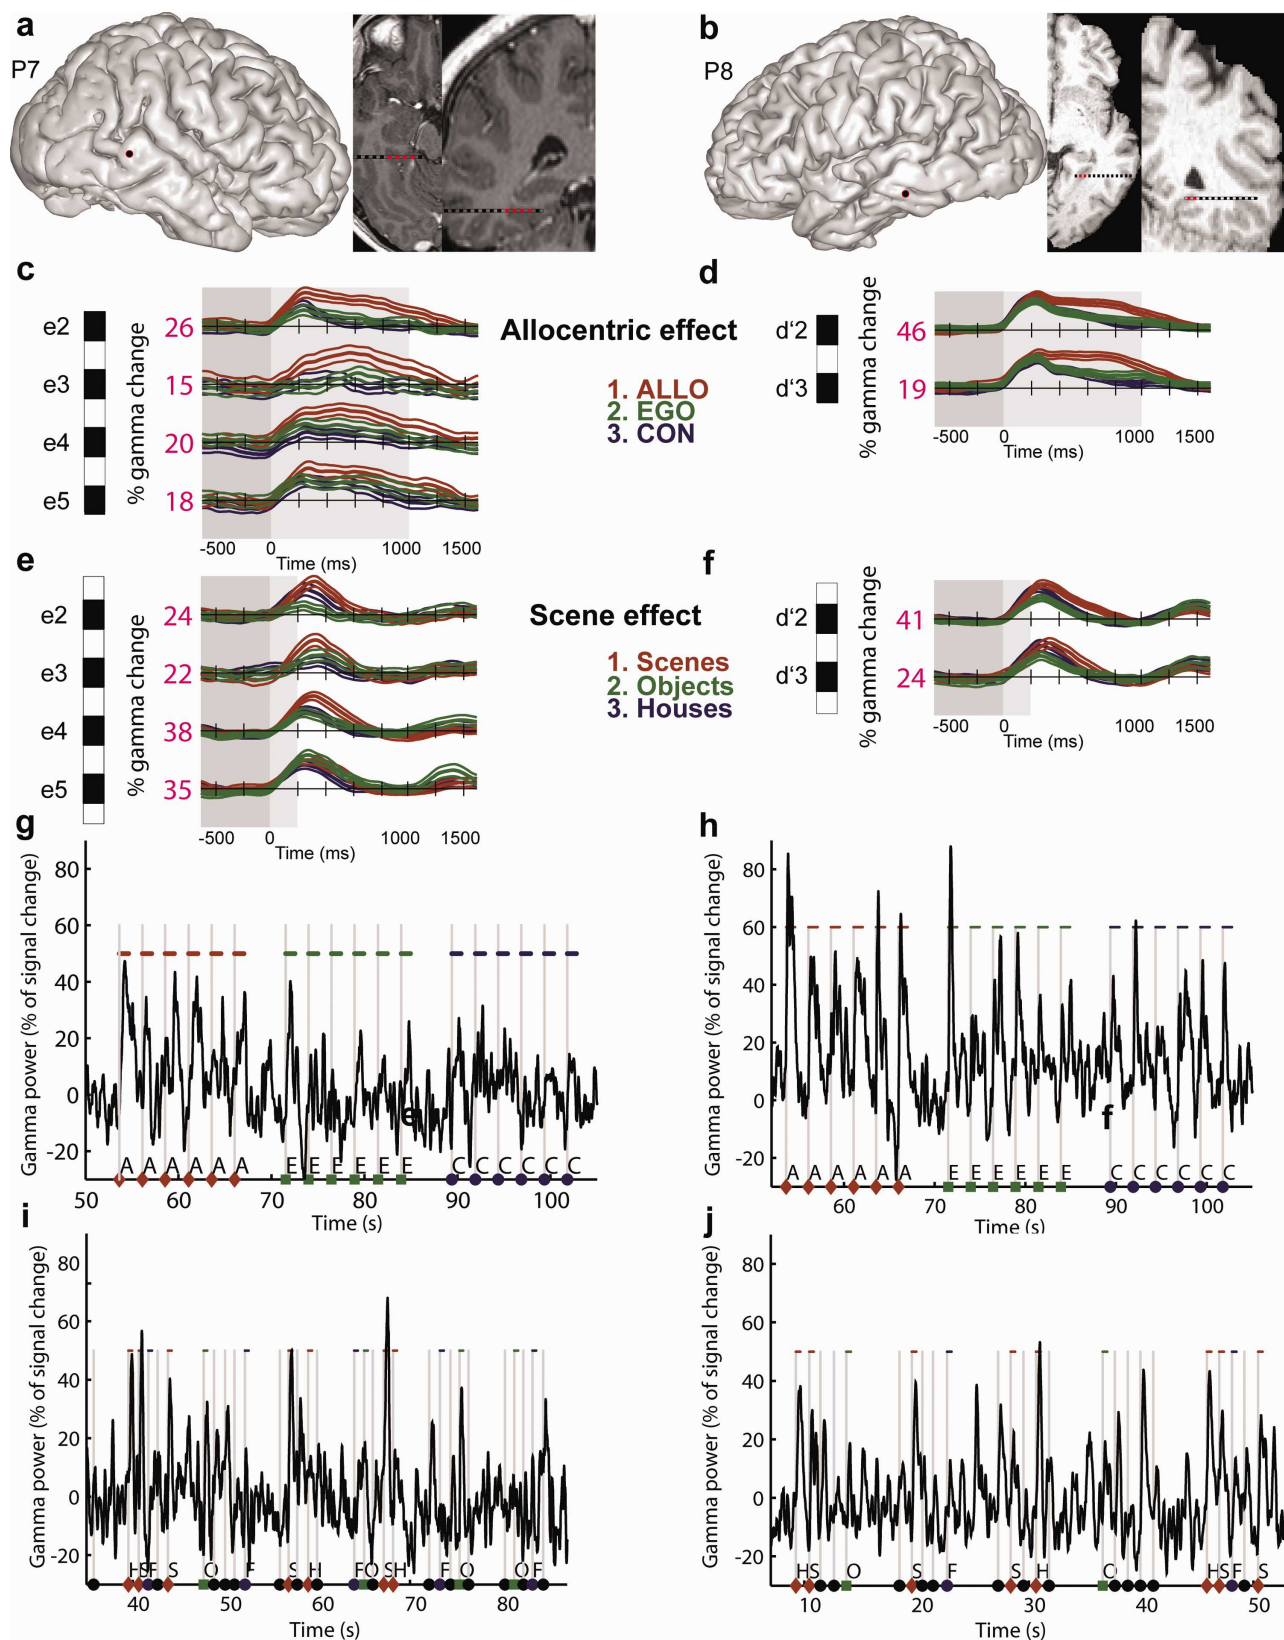 a
P7
b
P8
c
e2
e3
e4
e5
% gamma change
26
15
20
18
-500 0 1000 1500
Time (ms)
Allocentric effect
1. ALLO
2. EGO
3. CON
d
d'2
d'3
% gamma change
46
19
-500 0 1000 1500
Time (ms)
e
e2
e3
e4
e5
% gamma change
24
22
38
35
-500 0 1000 1500
Time (ms)
Scene effect
1. Scenes
2. Objects
3. Houses
f
d'2
d'3
% gamma change
41
24
-500 0 1000 1500
Time (ms)
g
Gamma power (% of signal change)
80
60
40
20
0
-20
e
A A A A A A E E E E E E C C C C C C
50 60 70 80 90 100
Time (s)
h
Gamma power (% of signal change)
80
60
40
20
0
-20
f
A A A A A A E E E E E E C C C C C C
60 70 80 90 100
Time (s)
i
Gamma power (% of signal change)
80
60
40
20
0
-20
H S F S O F S H F O S H F O O F
40 50 60 70 80
Time (s)
j
Gamma power (% of signal change)
80
60
40
20
0
-20
H S O S F S H O H S F S
10 20 30 40 50
Time (s)